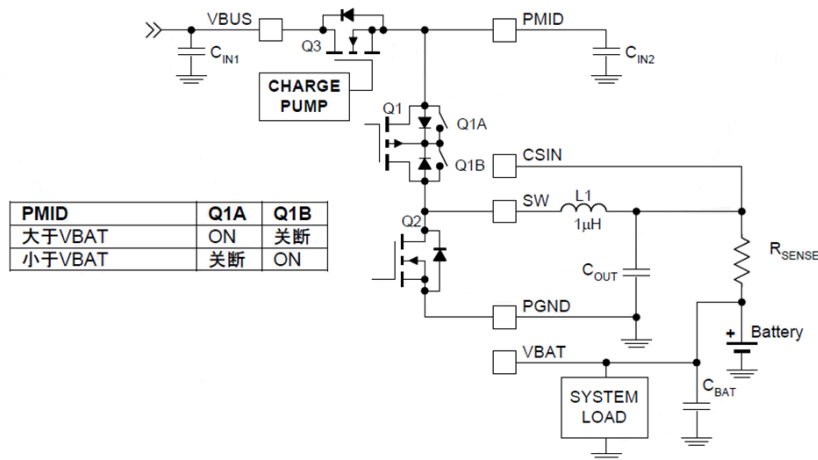 VBUS
PMID
Q3
CIN1
CIN2
CHARGE
PUMP
Q1
Q1A
Q1B
CSIN
SW
L1
1μH
Q2
RSENSE
COUT
PGND
Battery
+
VBAT
CBAT
SYSTEM
LOAD
PMID Q1A Q1B
大于VBAT ON 关断
小于VBAT 关断 ON